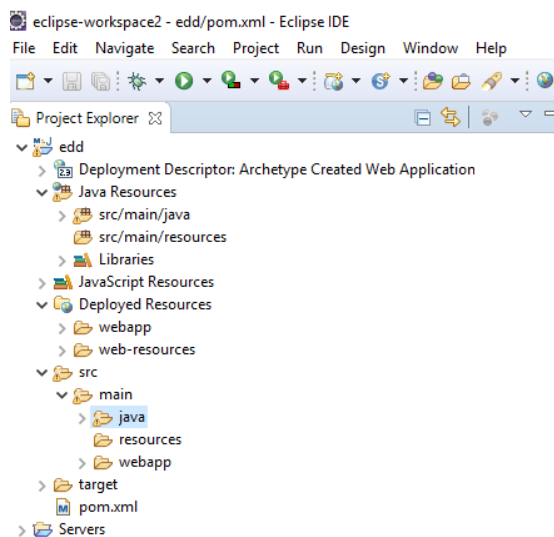 eclipse-workspace2 - edd/pom.xml - Eclipse IDE
File Edit Navigate Search Project Run Design Window Help
Project Explorer
edd
2.3 Deployment Descriptor: Archetype Created Web Application
Java Resources
src/main/java
src/main/resources
Libraries
JavaScript Resources
Deployed Resources
webapp
web-resources
src
main
java
resources
webapp
target
M pom.xml
Servers